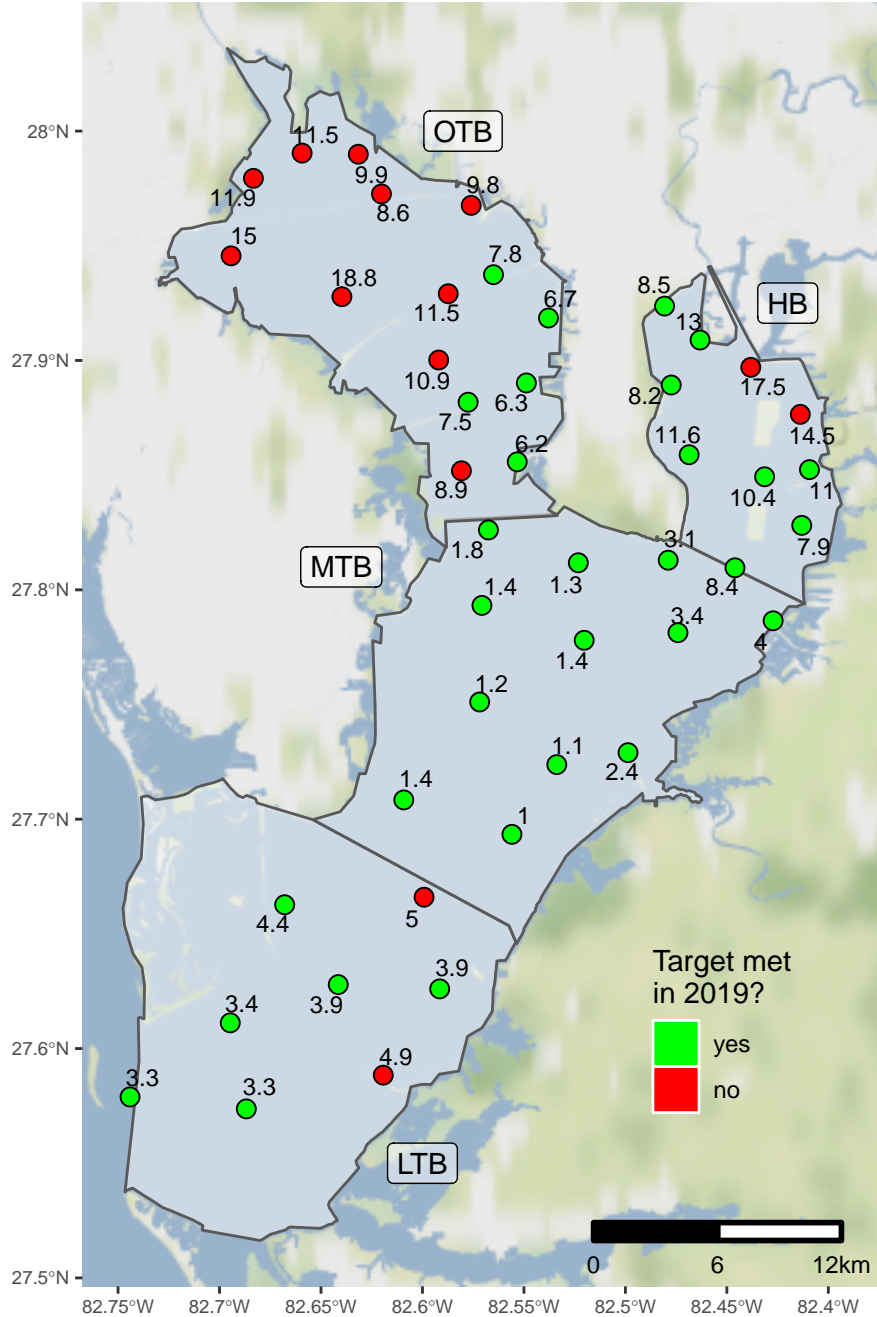 28°N
27.9°N
27.8°N
27.7°N
27.6°N
27.5°N
OTB
11.5
9.9
11.9
8.6
9.8
15
7.8
18.8
11.5
6.7
10.9
6.3
7.5
6.2
8.9
HB
8.5
13
17.5
8.2
14.5
11.6
11
10.4
7.9
8.4
MTB
1.8
1.3
3.1
1.4
3.4
4
1.4
1.2
1.1
2.4
1.4
1
5
4.4
3.9
3.9
3.4
4.9
3.3
3.3
LTB
Target met
in 2019?
yes
no
0 6 12km
82.75°W 82.7°W 82.65°W 82.6°W 82.55°W 82.5°W 82.45°W 82.4°W